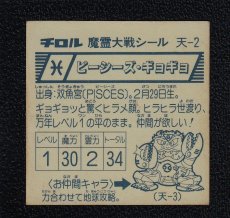 チロル 魔霊大戦シール 天-2
♓ ピーシーズ・ギョギョ
出身：双魚宮(PISCES)。2月29日生。
ギョギョッと驚くヒラメ顔。ヒラヒラ世渡り、
万年レベル1の平のまま。仲間が欲しい!
レベル 魔力 霊力 トータル
1 30 2 34
〈お仲間キャラ〉
力合わせて地球攻略。
(天-3)